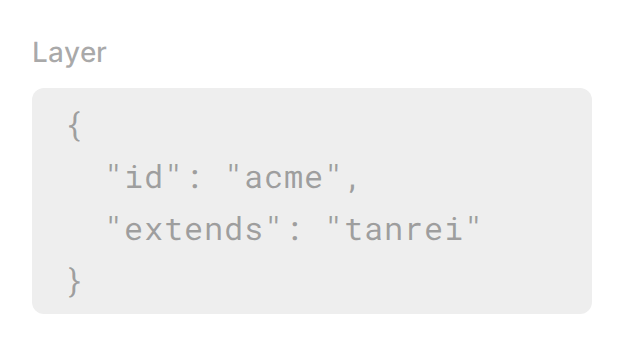 Layer
{
  "id": "acme",
  "extends": "tanrei"
}